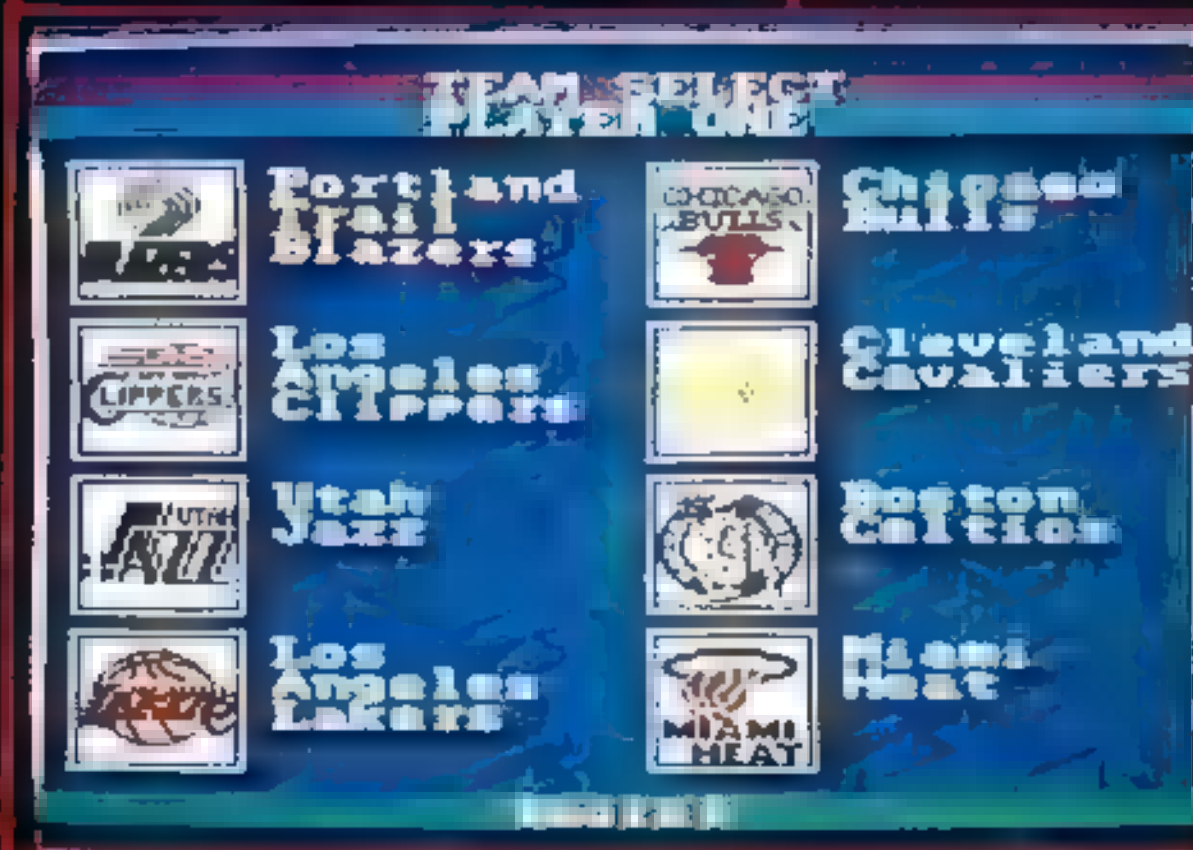 TEAM SELECT
PLAYER ONE
Portland
Trail
Blazers
CLIPPERS
Los
Angeles
Clippers
UTAH
JAZZ
Utah
Jazz
Los
Angeles
Lakers
CHICAGO
BULLS
Chicago
Bulls
Cleveland
Cavaliers
Boston
Celtics
MIAMI
HEAT
Miami
Heat